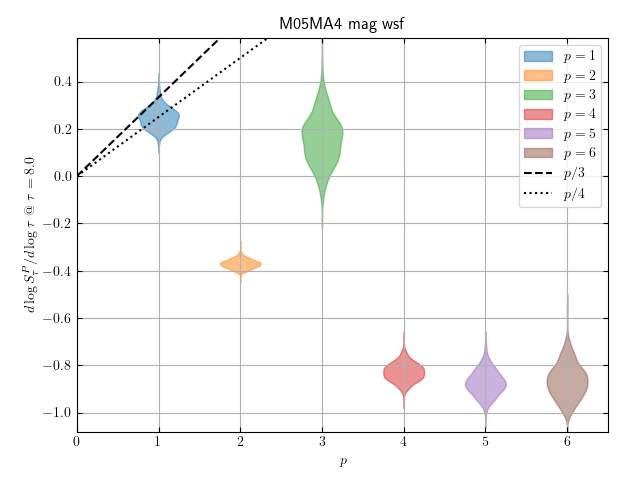 M05MA4 mag wsf
d log S_τ^P / d log τ @ τ = 8.0
0.4
0.2
0.0
−0.2
−0.4
−0.6
−0.8
−1.0
0 1 2 3 4 5 6
p
p = 1
p = 2
p = 3
p = 4
p = 5
p = 6
p/3
p/4